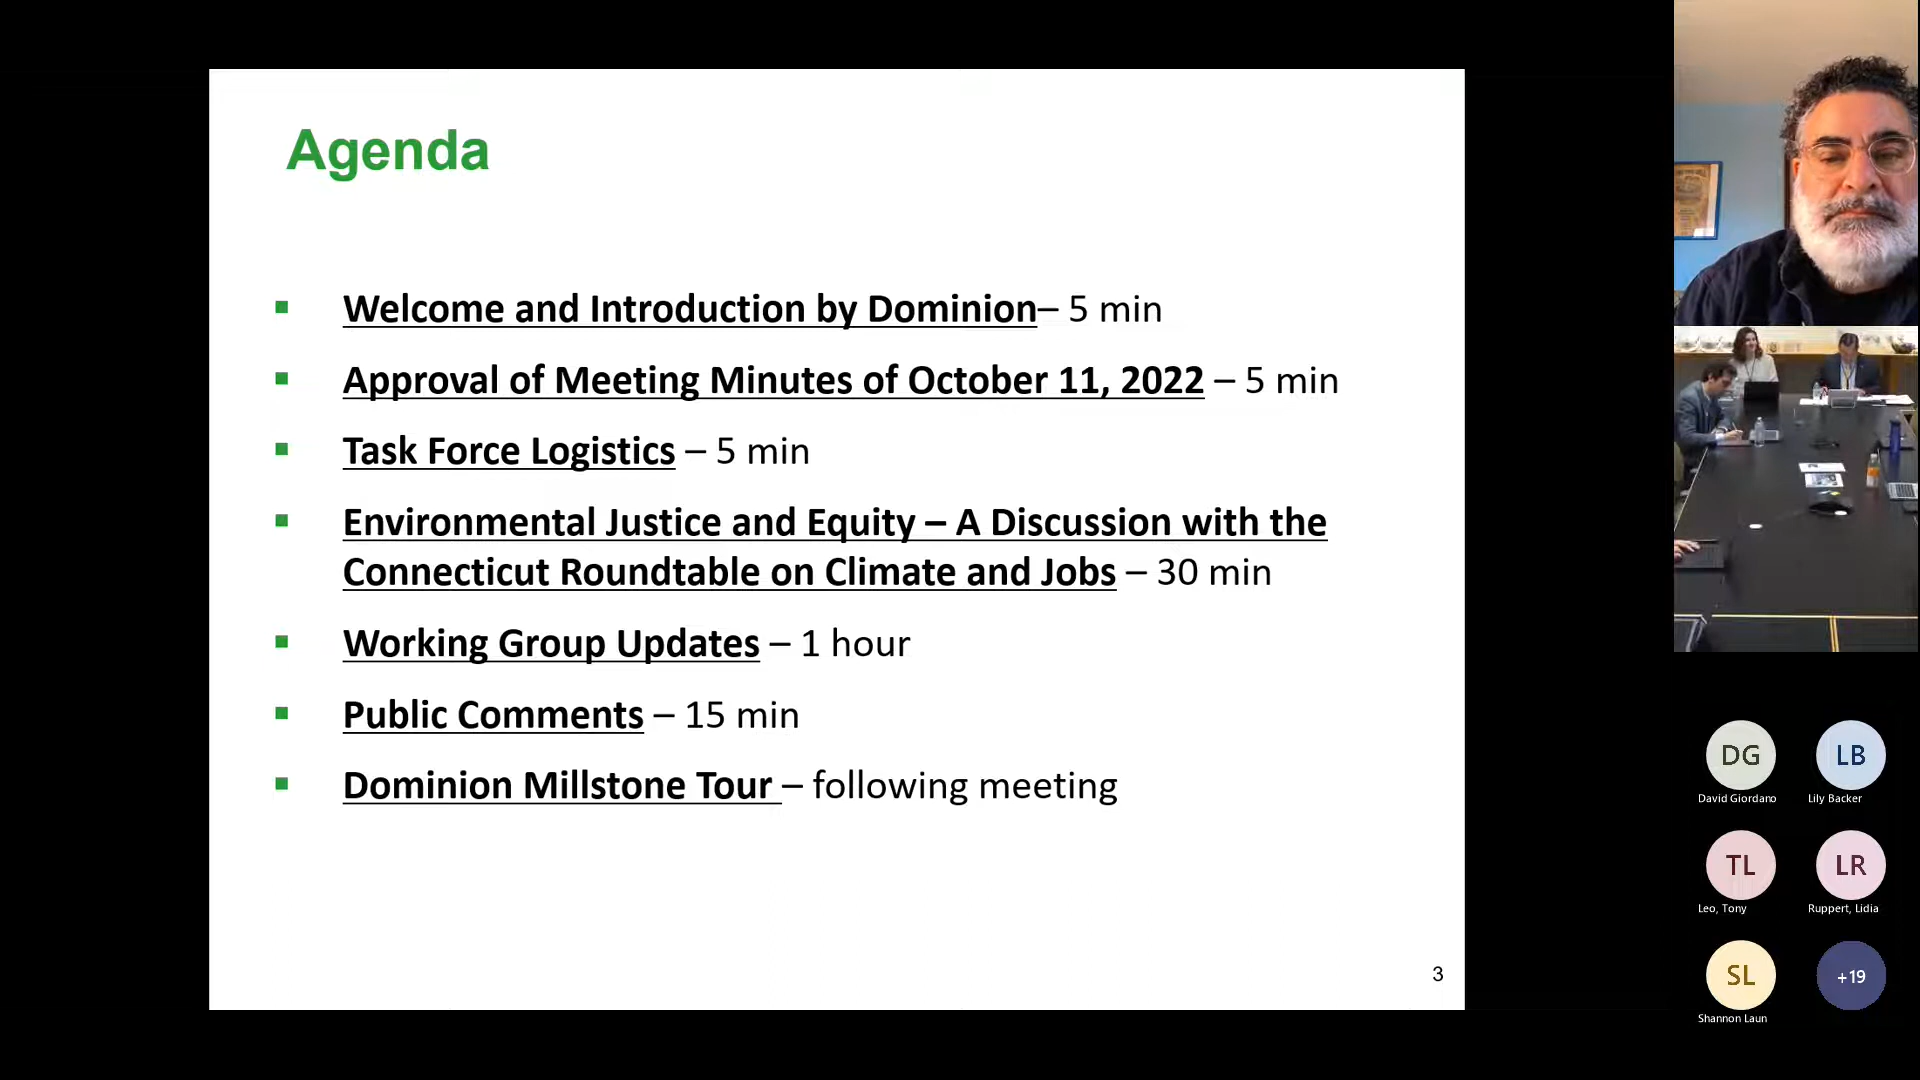 Agenda
Welcome and Introduction by Dominion– 5 min
Approval of Meeting Minutes of October 11, 2022 – 5 min
Task Force Logistics – 5 min
Environmental Justice and Equity – A Discussion with the
Connecticut Roundtable on Climate and Jobs – 30 min
Working Group Updates – 1 hour
Public Comments – 15 min
Dominion Millstone Tour – following meeting
3
DG
LB
David Giordano
Lily Backer
TL
LR
Leo, Tony
Ruppert, Lidia
SL
+19
Shannon Laun